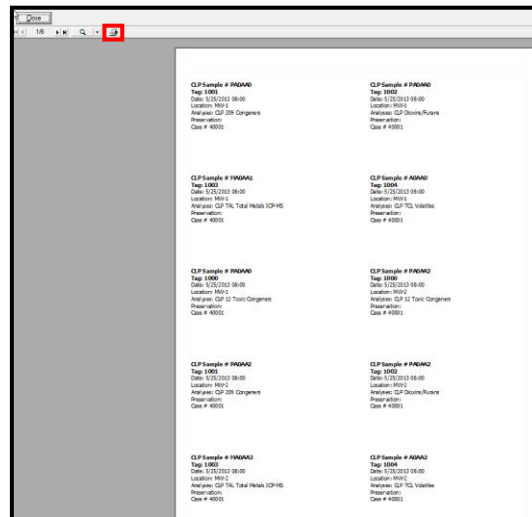 Close
1/6
CLP Sample # PA0AA0
Tag: 1001
Date: 5/25/2013 08:00
Location: MW-1
Analyses: CLP 209 Congeners
Preservation:
Case # 40001
CLP Sample # PA0AA0
Tag: 1002
Date: 5/25/2013 08:00
Location: MW-1
Analyses: CLP Dioxins/Furans
Preservation:
Case # 40001
CLP Sample # MA0AA1
Tag: 1003
Date: 5/25/2013 08:00
Location: MW-1
Analyses: CLP TAL Total Metals ICP-MS
Preservation:
Case # 40001
CLP Sample # A0AA0
Tag: 1004
Date: 5/25/2013 08:00
Location: MW-1
Analyses: CLP TCL Volatiles
Preservation:
Case # 40001
CLP Sample # PA0AA0
Tag: 1000
Date: 5/25/2013 08:00
Location: MW-1
Analyses: CLP 12 Toxic Congeners
Preservation:
Case # 40001
CLP Sample # PA0AA2
Tag: 1000
Date: 5/25/2013 08:00
Location: MW-2
Analyses: CLP 12 Toxic Congeners
Preservation:
Case # 40001
CLP Sample # PA0AA2
Tag: 1001
Date: 5/25/2013 08:00
Location: MW-2
Analyses: CLP 209 Congeners
Preservation:
Case # 40001
CLP Sample # PA0AA2
Tag: 1002
Date: 5/25/2013 08:00
Location: MW-2
Analyses: CLP Dioxins/Furans
Preservation:
Case # 40001
CLP Sample # MA0AA3
Tag: 1003
Date: 5/25/2013 08:00
Location: MW-2
Analyses: CLP TAL Total Metals ICP-MS
Preservation:
Case # 40001
CLP Sample # A0AA2
Tag: 1004
Date: 5/25/2013 08:00
Location: MW-2
Analyses: CLP TCL Volatiles
Preservation:
Case # 40001